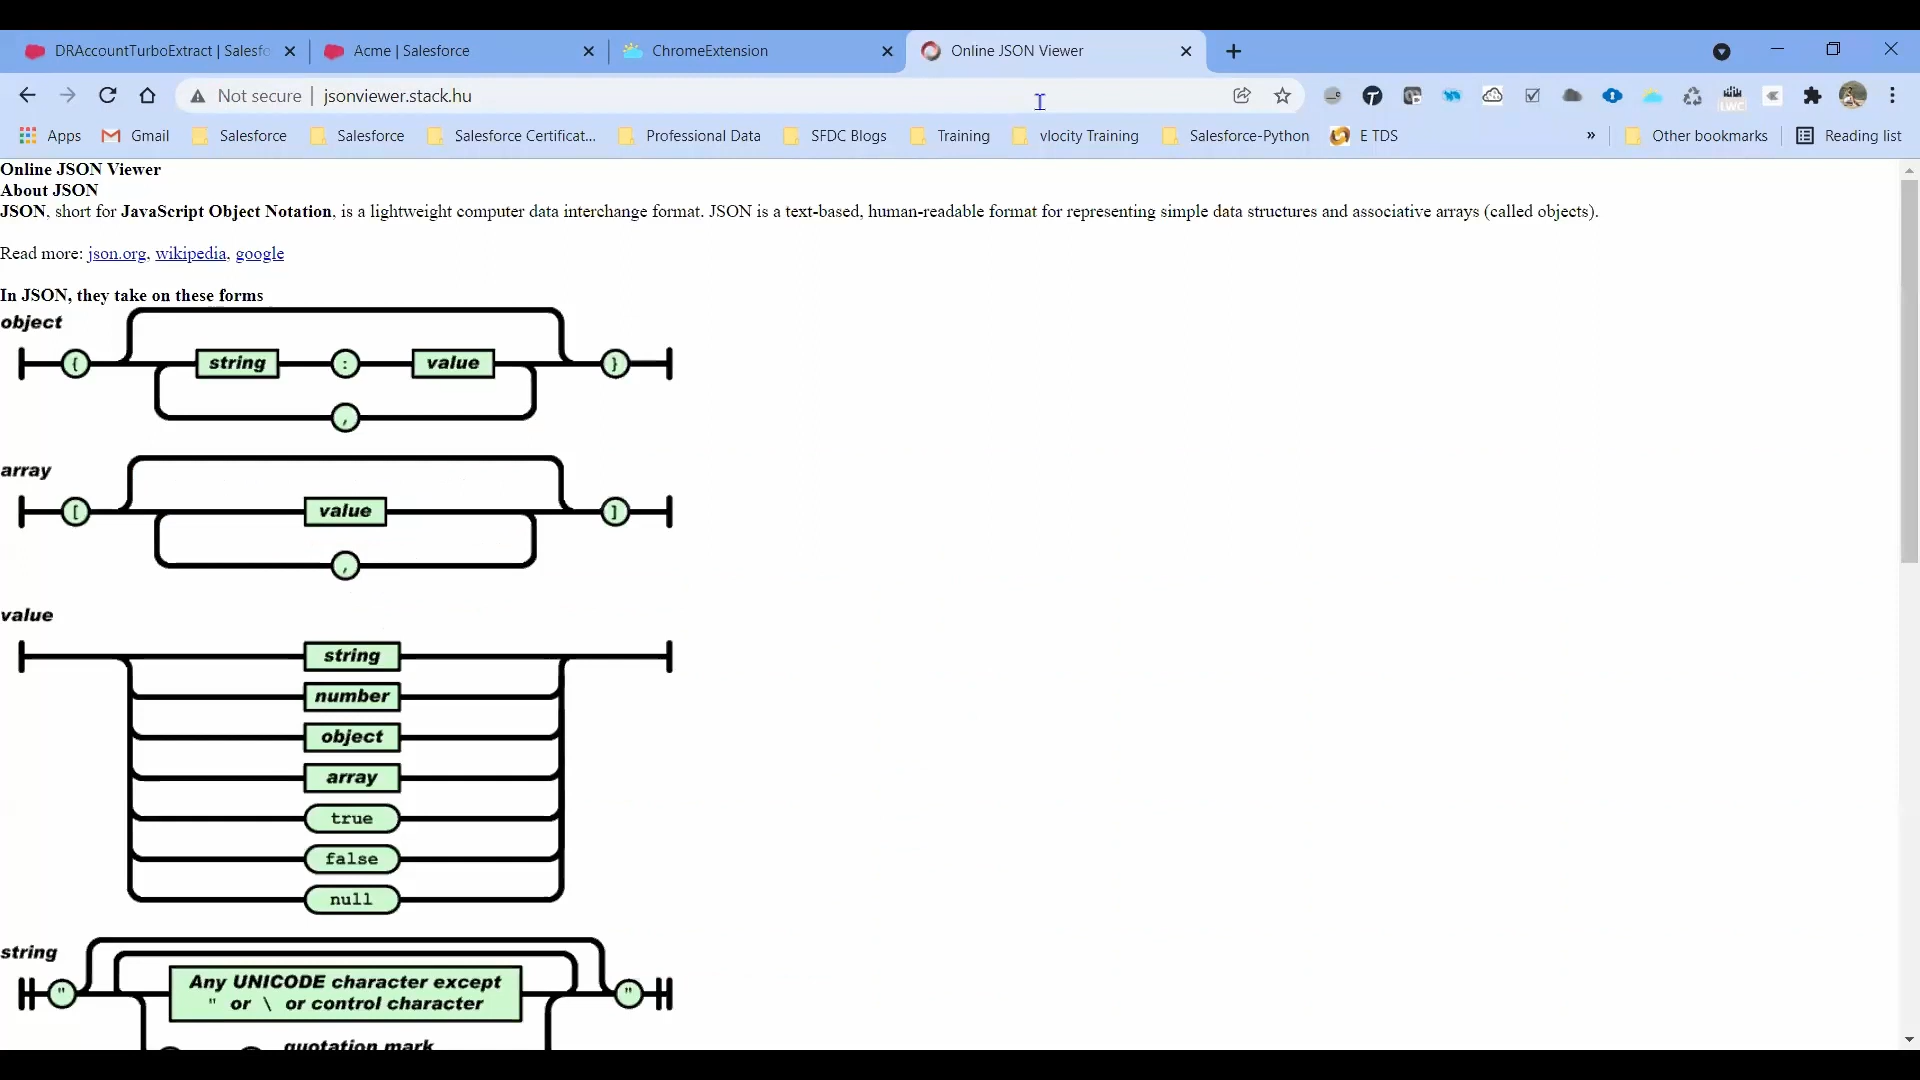 DRAccountTurboExtract | Salesfo
Acme | Salesforce
ChromeExtension
Online JSON Viewer
Not secure | jsonviewer.stack.hu
LWC
Apps
Gmail
Salesforce
Salesforce
Salesforce Certificat...
Professional Data
SFDC Blogs
Training
vlocity Training
Salesforce-Python
E TDS
»
Other bookmarks
Reading list
Online JSON Viewer
About JSON
JSON, short for JavaScript Object Notation, is a lightweight computer data interchange format. JSON is a text-based, human-readable format for representing simple data structures and associative arrays (called objects).
Read more: json.org, wikipedia, google
In JSON, they take on these forms
object
{ string : value }
,
array
[ value ]
,
value
string
number
object
array
true
false
null
string
" Any UNICODE character except "
" or \ or control character
quotation mark